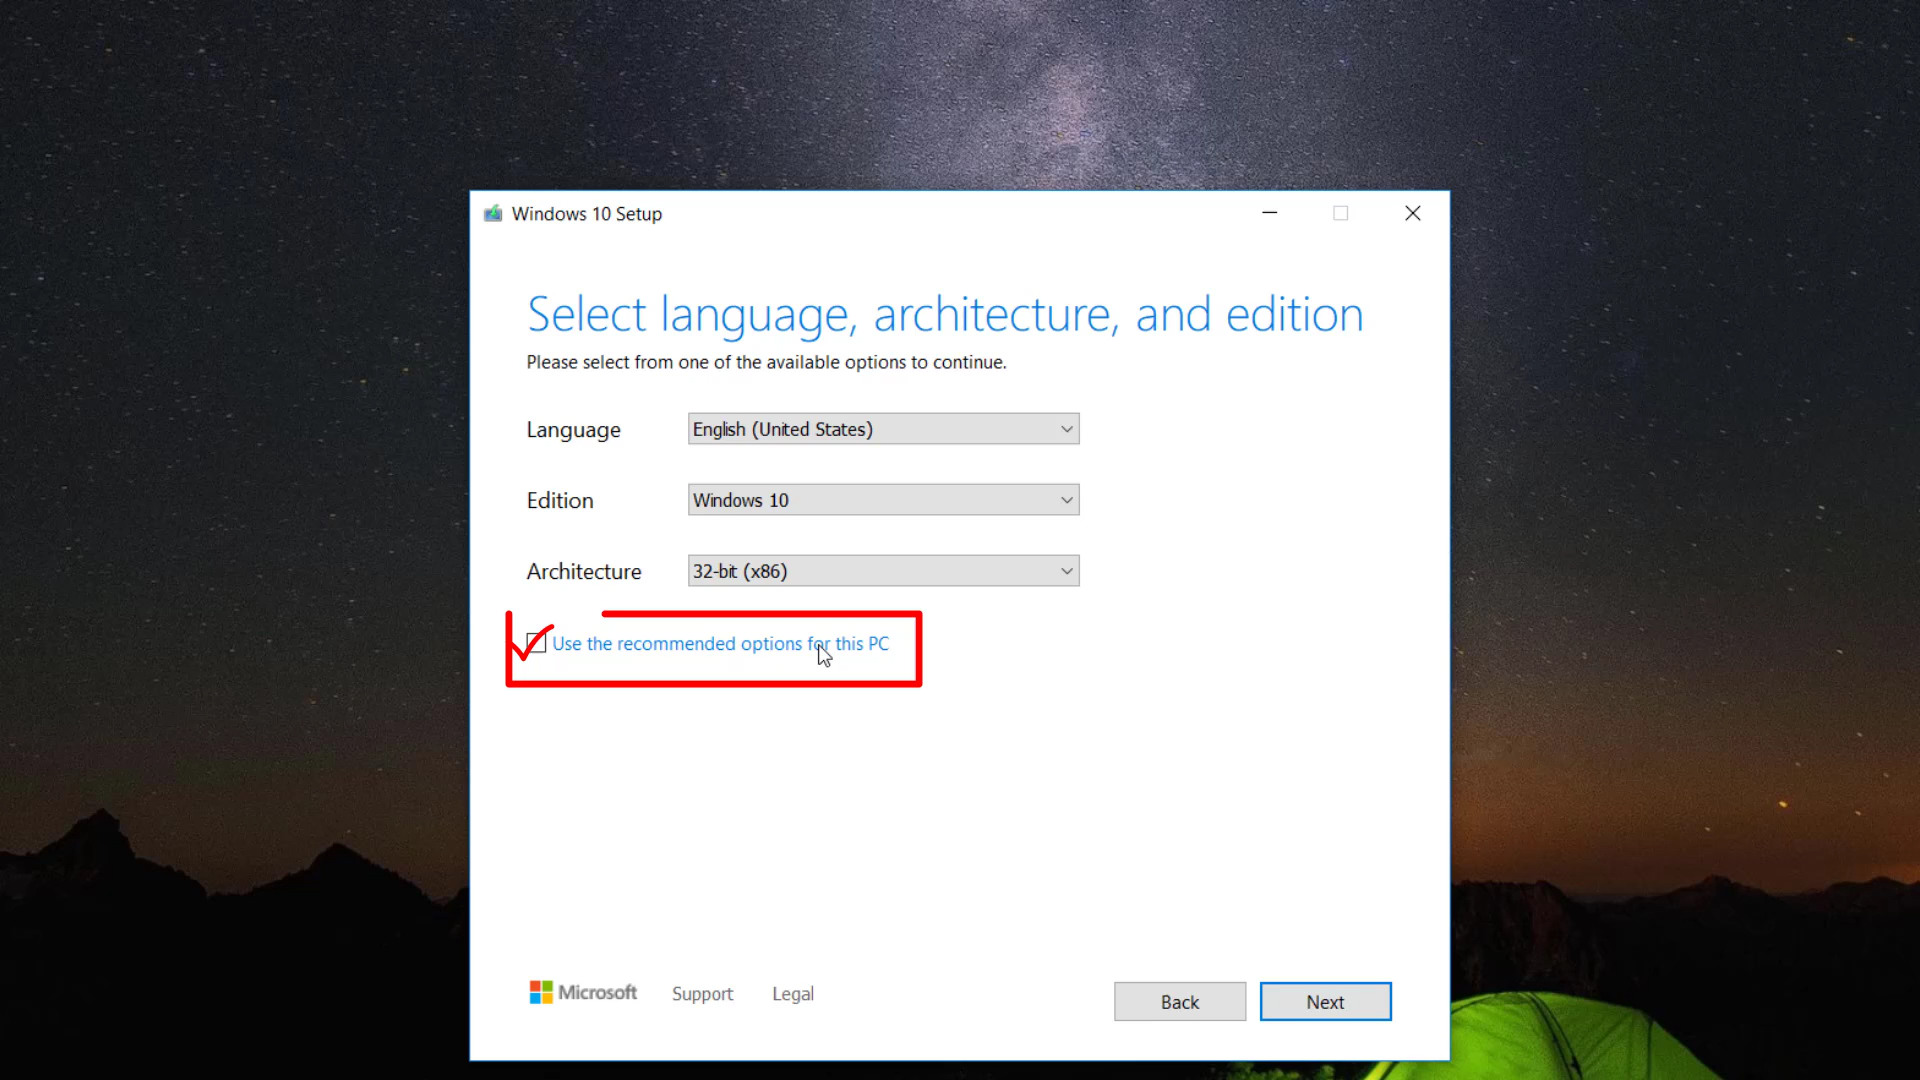 Windows 10 Setup
Select language, architecture, and edition
Please select from one of the available options to continue.
Language English (United States)
Edition Windows 10
Architecture 32-bit (x86)
Use the recommended options for this PC
Microsoft Support Legal Back Next